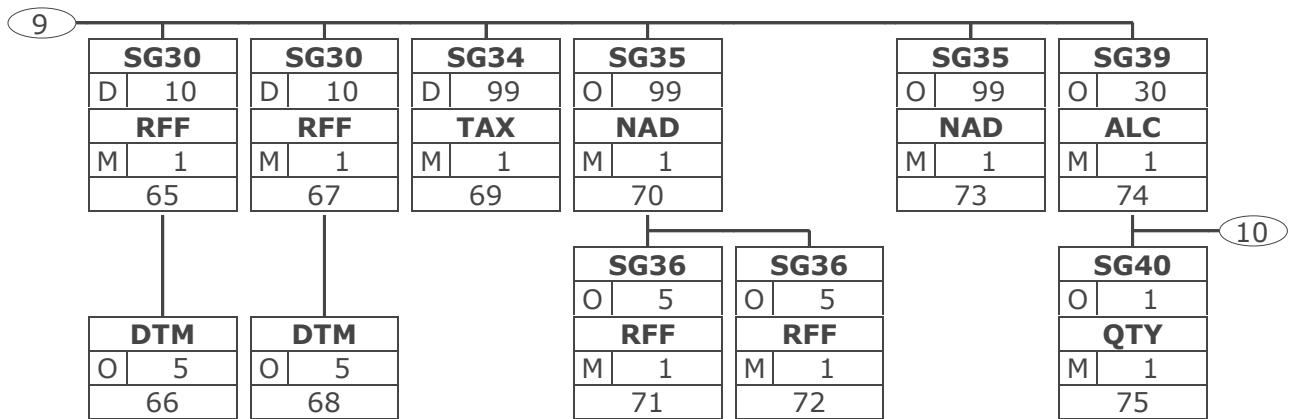 9
SG30 SG30 SG34 SG35 SG35 SG39
D 10 D 10 D 99 O 99 O 99 O 30
RFF RFF TAX NAD NAD ALC
M 1 M 1 M 1 M 1 M 1 M 1
65 67 69 70 73 74
10
SG36 SG36 SG40
O 5 O 5 O 1
DTM DTM RFF RFF QTY
O 5 O 5 M 1 M 1 M 1
66 68 71 72 75